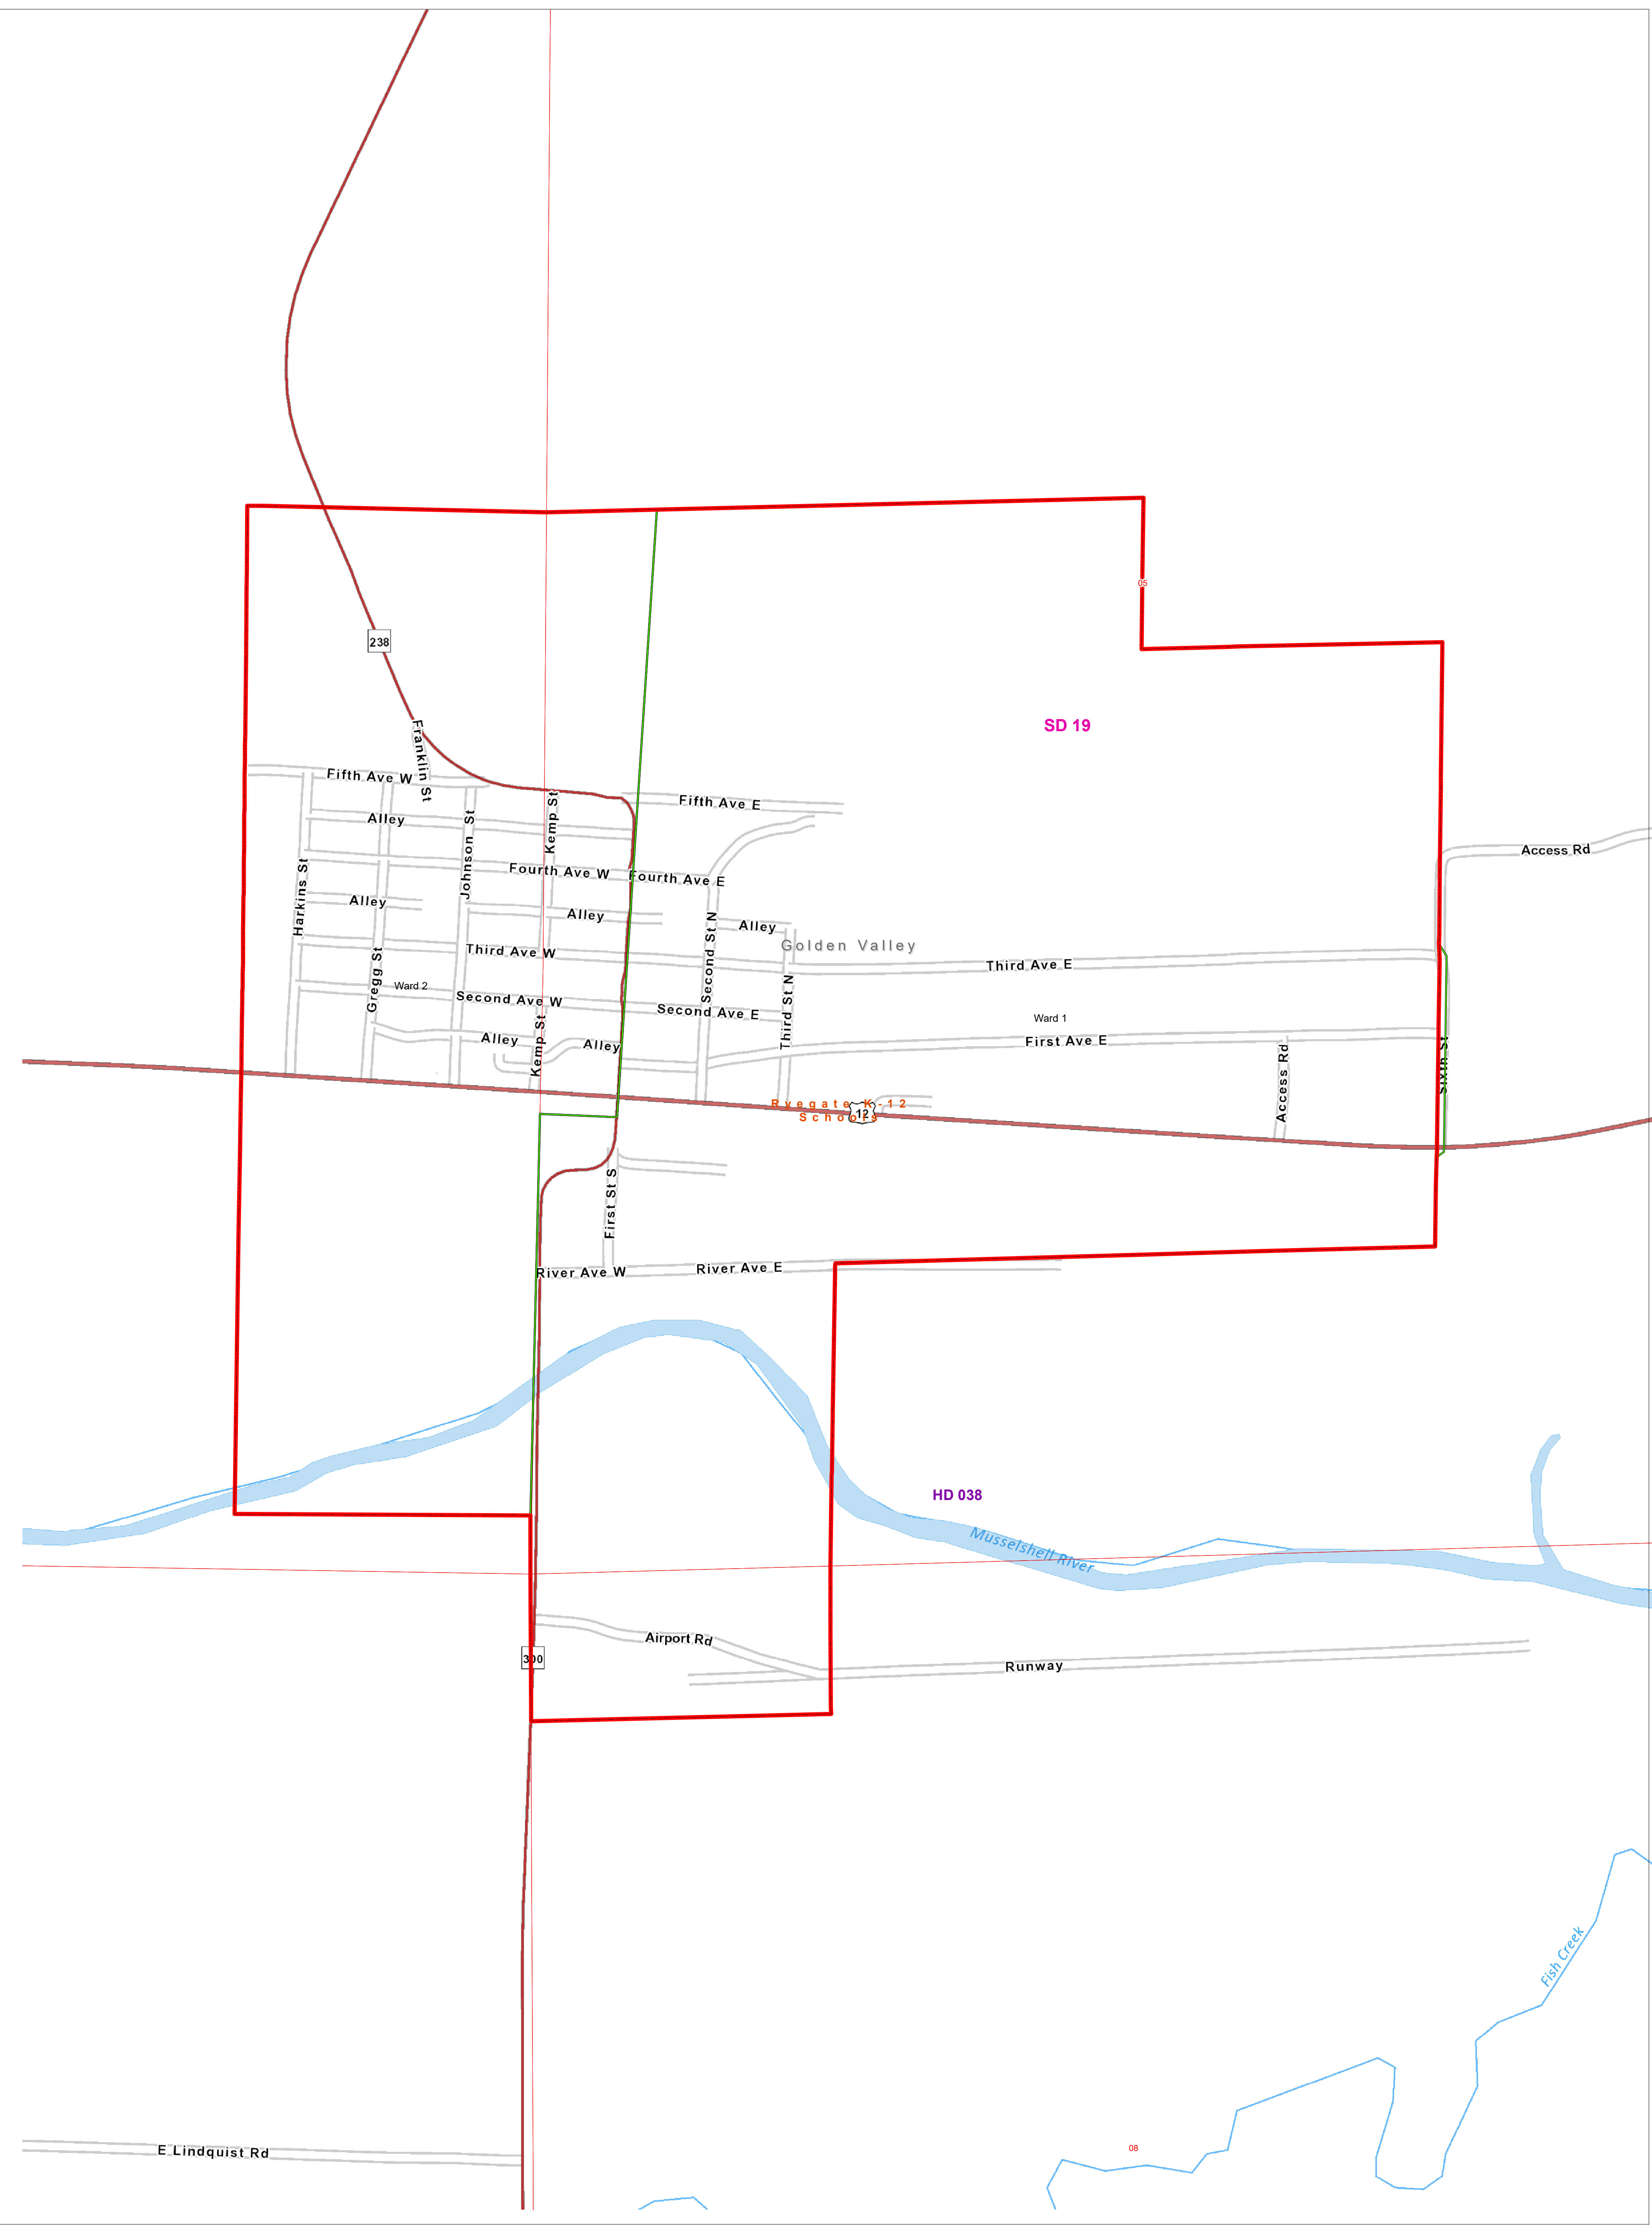 05
238
SD 19
Franklin St
Fifth Ave W
Kemp St
Fifth Ave E
Alley
Johnson St
Access Rd
Harkins St
Fourth Ave W
Fourth Ave E
Alley
Alley
Second St N
Alley
Golden Valley
Third Ave W
Third Ave E
Gregg St
Ward 2
Second Ave W
Second Ave E
Third St N
Ward 1
Alley
Kemp St
Alley
First Ave E
Access Rd
Sixth St
Ryegate K-12
Schools
12
First St S
River Ave W
River Ave E
HD 038
Musselshell River
Airport Rd
300
Runway
Fish Creek
E Lindquist Rd
08